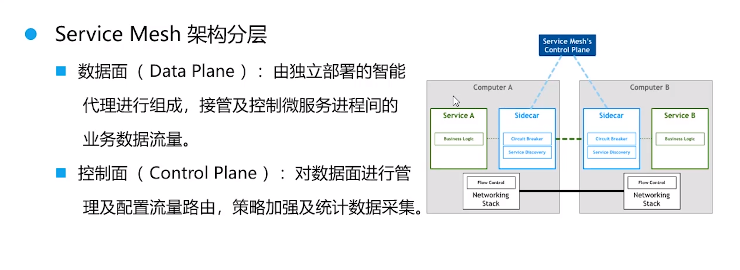 Service Mesh 架构分层
数据面（ Data Plane ）：由独立部署的智能
代理进行组成，接管及控制微服务进程间的
业务数据流量。
控制面（ Control Plane ）：对数据面进行管
理及配置流量路由，策略加强及统计数据采集。
Service Mesh's
Control Plane
Computer A
Service A
Business Logic
Sidecar
Circuit Breaker
Service Discovery
Flow Control
Networking
Stack
Computer B
Sidecar
Circuit Breaker
Service Discovery
Service B
Business Logic
Flow Control
Networking
Stack